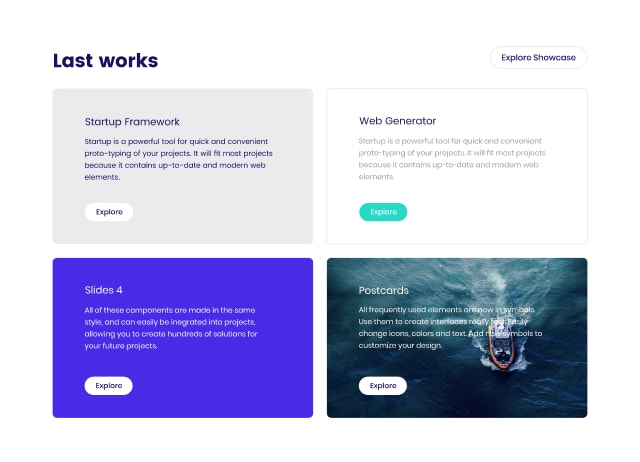 Last works
Explore Showcase
Startup Framework
Startup is a powerful tool for quick and convenient
proto-typing of your projects. It will fit most projects
because it contains up-to-date and modern web
elements.
Explore
Web Generator
Startup is a powerful tool for quick and convenient
proto-typing of your projects. It will fit most projects
because it contains up-to-date and modern web
elements.
Explore
Slides 4
All of these components are made in the same
style, and can easily be inegrated into projects,
allowing you to create hundreds of solutions for
your future projects.
Explore
Postcards
All frequently used elements are now in symbols.
Use them to create interfaces really fast. Easily
change icons, colors and text. Add new symbols to
customize your design.
Explore